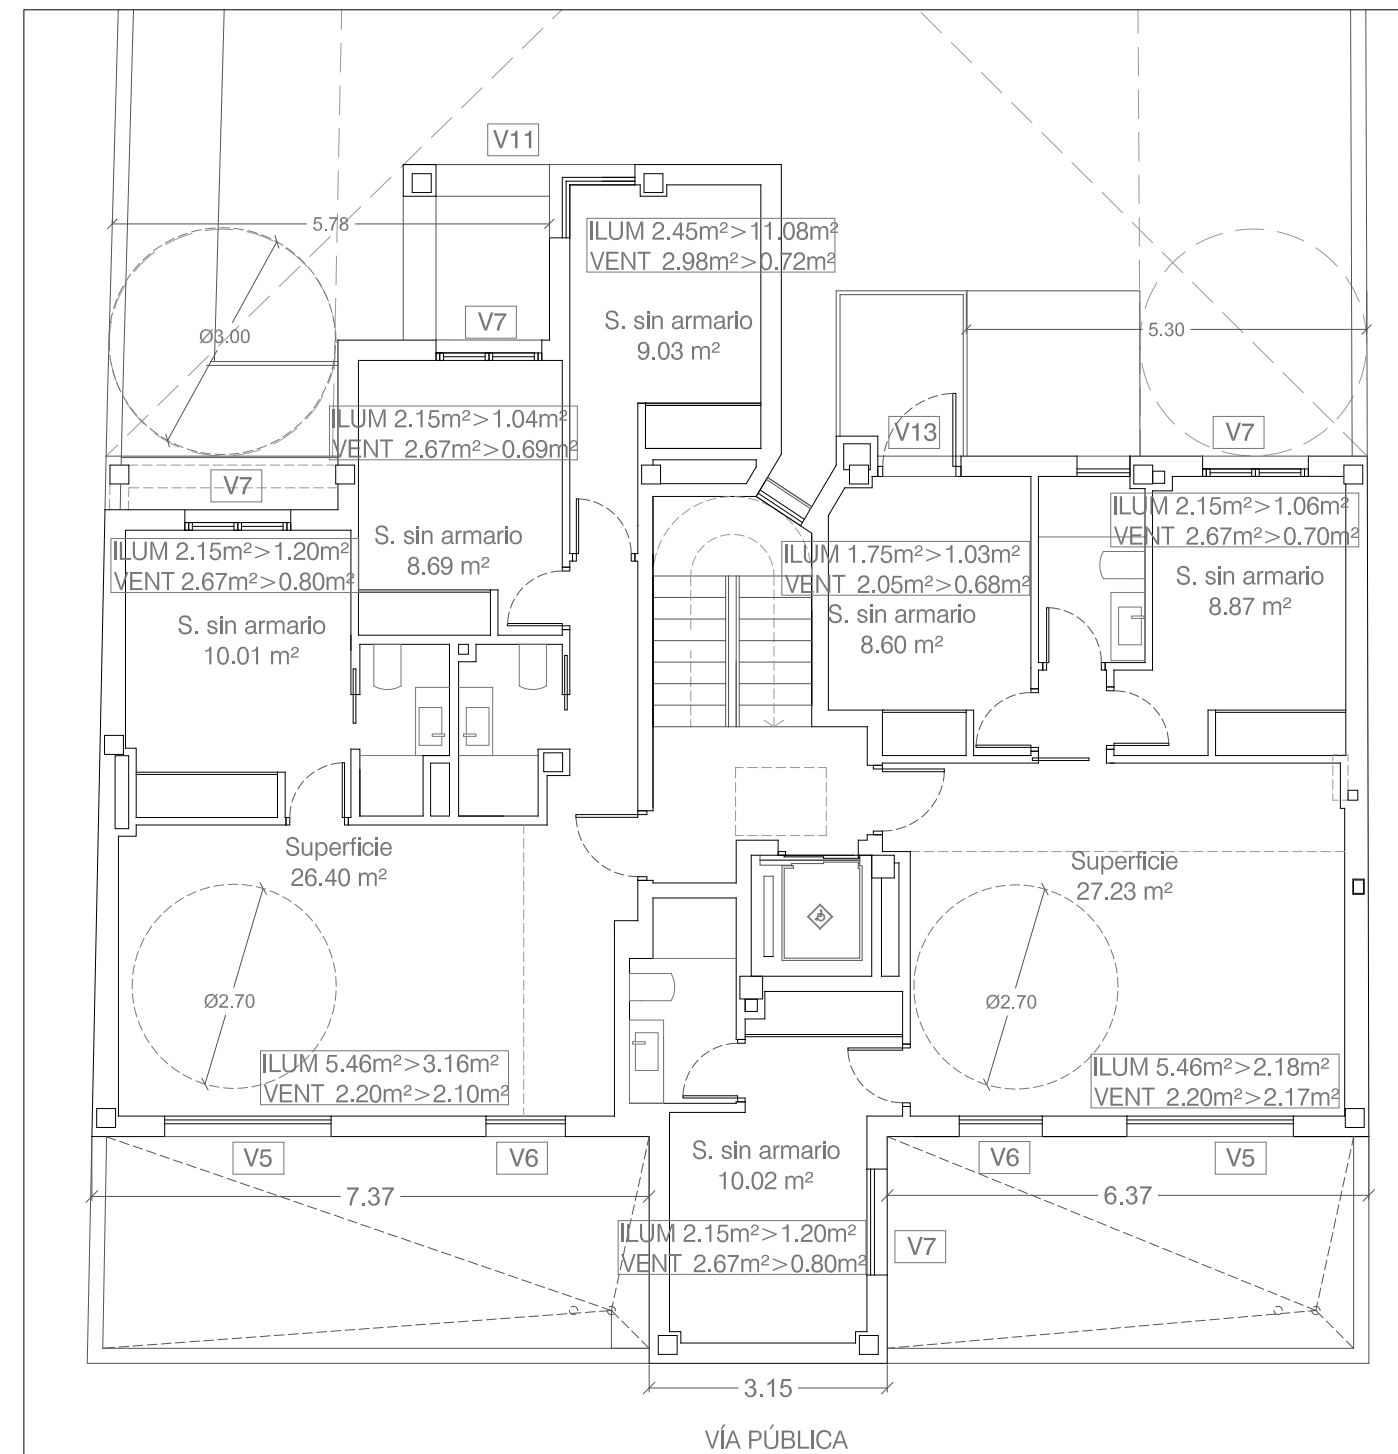 V11
5.78
ILUM 2.45m²>11.08m²
VENT 2.98m²>0.72m²
V7
S. sin armario
9.03 m²
Ø3.00
5.30
ILUM 2.15m²>1.04m²
VENT 2.67m²>0.69m²
V13
V7
V7
ILUM 2.15m²>1.06m²
VENT 2.67m²>0.70m²
S. sin armario
8.69 m²
ILUM 2.15m²>1.20m²
VENT 2.67m²>0.80m²
ILUM 1.75m²>1.03m²
VENT 2.05m²>0.68m²
S. sin armario
8.87 m²
S. sin armario
10.01 m²
S. sin armario
8.60 m²
Superficie
26.40 m²
Superficie
27.23 m²
Ø2.70
Ø2.70
ILUM 5.46m²>3.16m²
VENT 2.20m²>2.10m²
ILUM 5.46m²>2.18m²
VENT 2.20m²>2.17m²
V5
V6
S. sin armario
10.02 m²
V6
V5
7.37
6.37
ILUM 2.15m²>1.20m²
VENT 2.67m²>0.80m²
V7
3.15
VÍA PÚBLICA